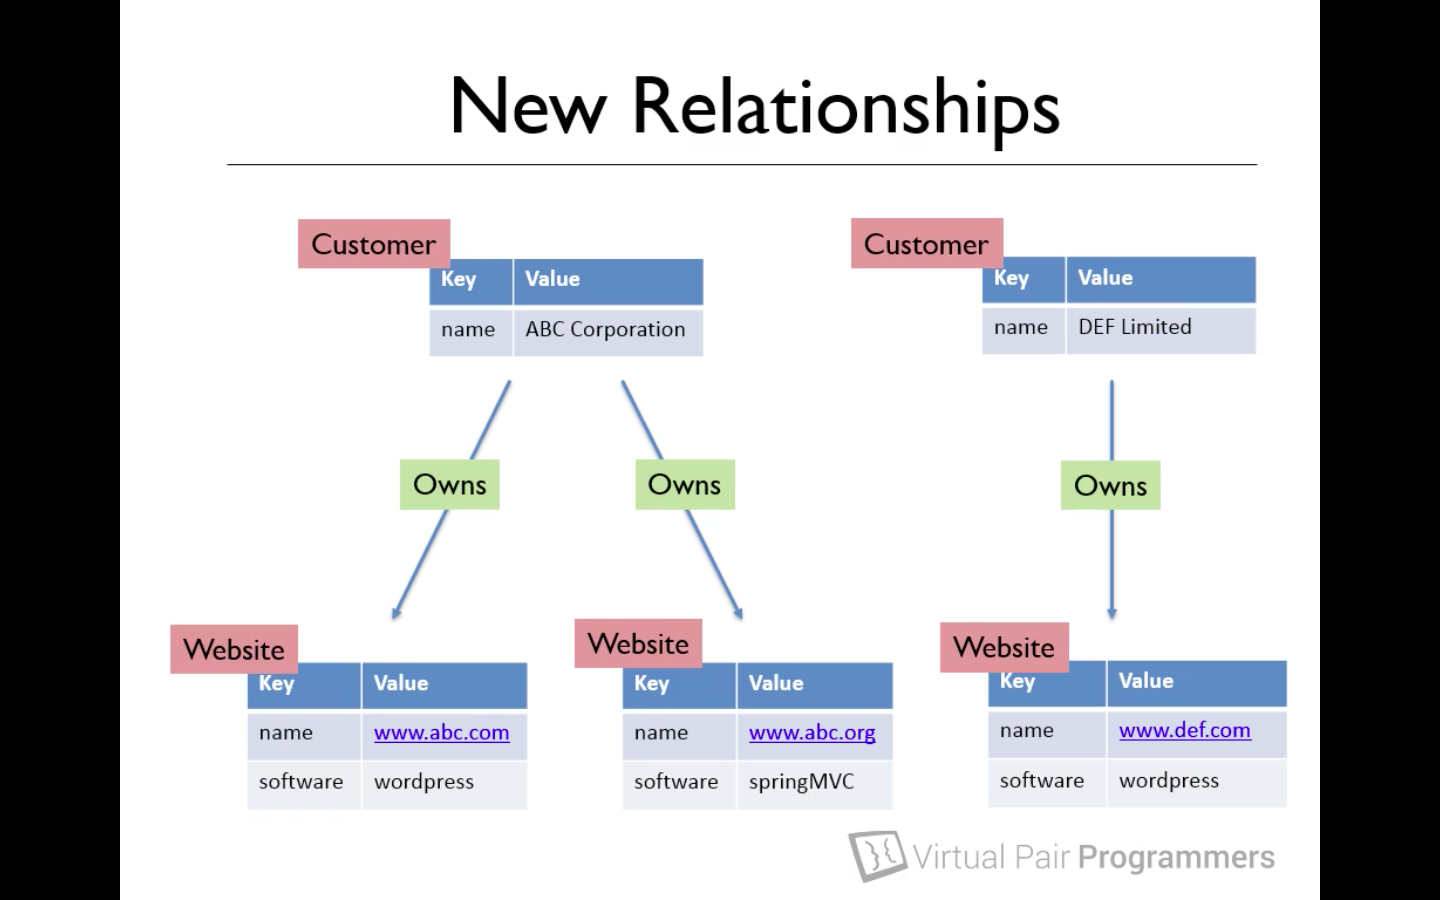 New Relationships
Customer
Key Value
name ABC Corporation
Customer
Key Value
name DEF Limited
Owns
Owns
Owns
Website
Key Value
name www.abc.com
software wordpress
Website
Key Value
name www.abc.org
software springMVC
Website
Key Value
name www.def.com
software wordpress
Virtual Pair Programmers